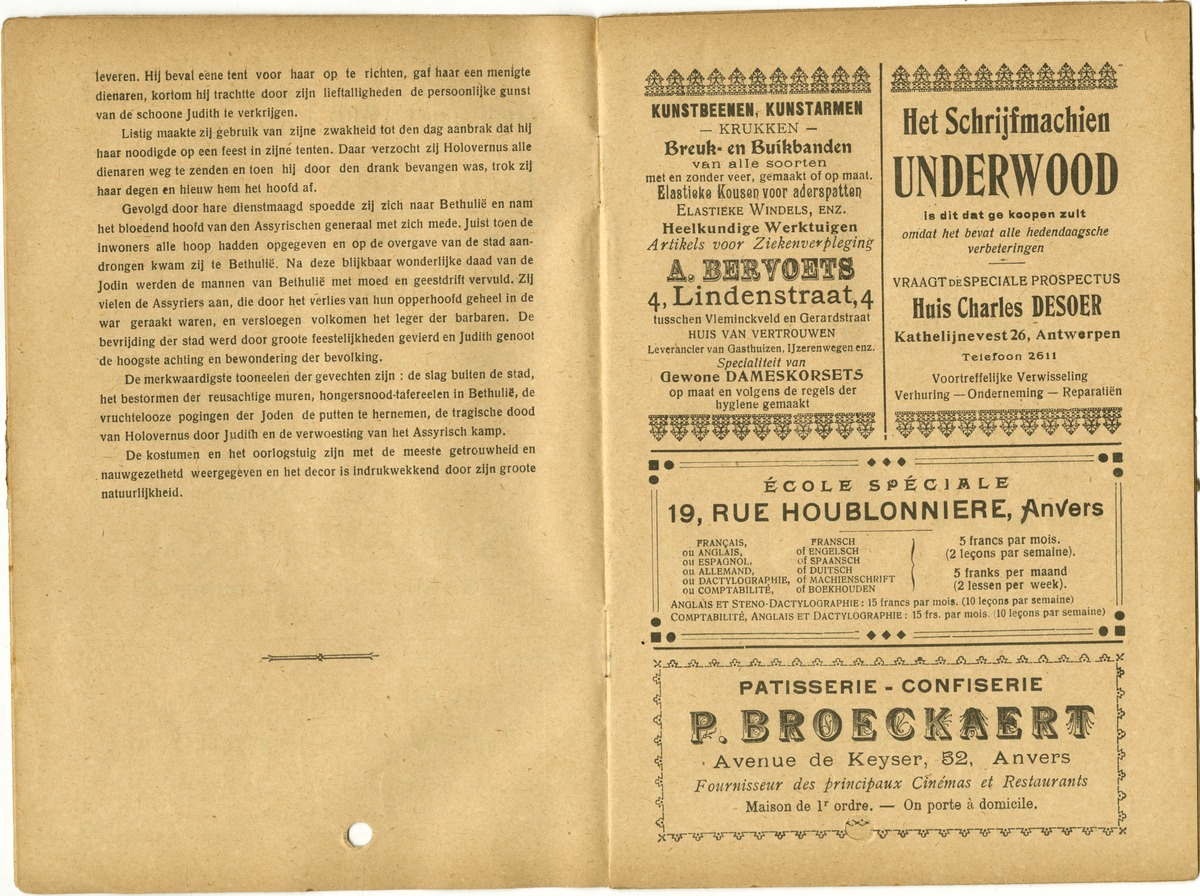 leveren. Hij beval eene tent voor haar op te richten, gaf haar een menigte
dienaren, kortom hij trachtte door zijn lieftalligheden de persoonlijke gunst
van de schoone Judith te verkrijgen.
Listig maakte zij gebruik van zijne zwakheid tot den dag aanbrak dat hij
haar noodigde op een feest in zijne tenten. Daar verzocht zij Holovernus alle
dienaren weg te zenden en toen hij door den drank bevangen was, trok zij
haar degen en hieuw hem het hoofd af.
Gevolgd door hare dienstmaagd spoedde zij zich naar Bethulië en nam
het bloedend hoofd van den Assyrischen generaal met zich mede. Juist toen de
inwoners alle hoop hadden opgegeven en op de overgave van de stad aan-
drongen kwam zij te Bethulië. Na deze blijkbaar wonderlijke daad van de
Jodin werden de mannen van Bethulië met moed en geestdrift vervuld. Zij
vielen de Assyriers aan, die door het verlies van hun opperhoofd geheel in de
war geraakt waren, en versloegen volkomen het leger der barbaren. De
bevrijding der stad werd door groote feestelijkheden gevierd en Judith genoot
de hoogste achting en bewondering der bevolking.
De merkwaardigste tooneelen der gevechten zijn : de slag buiten de stad,
het bestormen der reusachtige muren, hongersnood-tafereelen in Bethulië, de
vruchtelooze pogingen der Joden de putten te hernemen, de tragische dood
van Holovernus door Judith en de verwoesting van het Assyrisch kamp.
De kostumen en het oorlogstuig zijn met de meeste getrouwheid en
nauwgezethetd weergegeven en het decor is indrukwekkend door zijn groote
natuurlijkheid.
KUNSTBEENEN, KUNSTARMEN
— KRUKKEN —
Breuk- en Buikbanden
van alle soorten
met en zonder veer, gemaakt of op maat.
Elastieke Kousen voor aderspatten
ELASTIEKE WINDELS, ENZ.
Heelkundige Werktuigen
Artikels voor Ziekenverpleging
A. BERVOETS
4, Lindenstraat, 4
tusschen Vleminckveld en Gerardstraat
HUIS VAN VERTROUWEN
Leverancier van Gasthuizen, IJzerenwegen enz.
Specialiteit van
Gewone DAMESKORSETS
op maat en volgens de regels der
hygiene gemaakt
Het Schrijfmachien
UNDERWOOD
is dit dat ge koopen zult
omdat het bevat alle hedendaagsche
verbeteringen
VRAAGT DE SPECIALE PROSPECTUS
Huis Charles DESOER
Kathelijnevest 26, Antwerpen
Telefoon 2611
Voortreffelijke Verwisseling
Verhuring — Onderneming — Reparatiën
ÉCOLE SPÉCIALE
19, RUE HOUBLONNIERE, Anvers
FRANÇAIS, FRANSCH
ou ANGLAIS, of ENGELSCH
ou ESPAGNOL, of SPAANSCH
ou ALLEMAND, of DUITSCH
ou DACTYLOGRAPHIE, of MACHIENSCHRIFT
ou COMPTABILITÉ, of BOEKHOUDEN
5 francs par mois.
(2 leçons par semaine).
5 franks per maand
(2 lessen per week).
ANGLAIS ET STENO-DACTYLOGRAPHIE : 15 francs par mois. (10 leçons par semaine)
COMPTABILITÉ, ANGLAIS ET DACTYLOGRAPHIE : 15 frs. par mois. (10 leçons par semaine)
PATISSERIE - CONFISERIE
P. BROECKAERT
Avenue de Keyser, 52, Anvers
Fournisseur des principaux Cinémas et Restaurants
Maison de 1r ordre. — On porte à domicile.